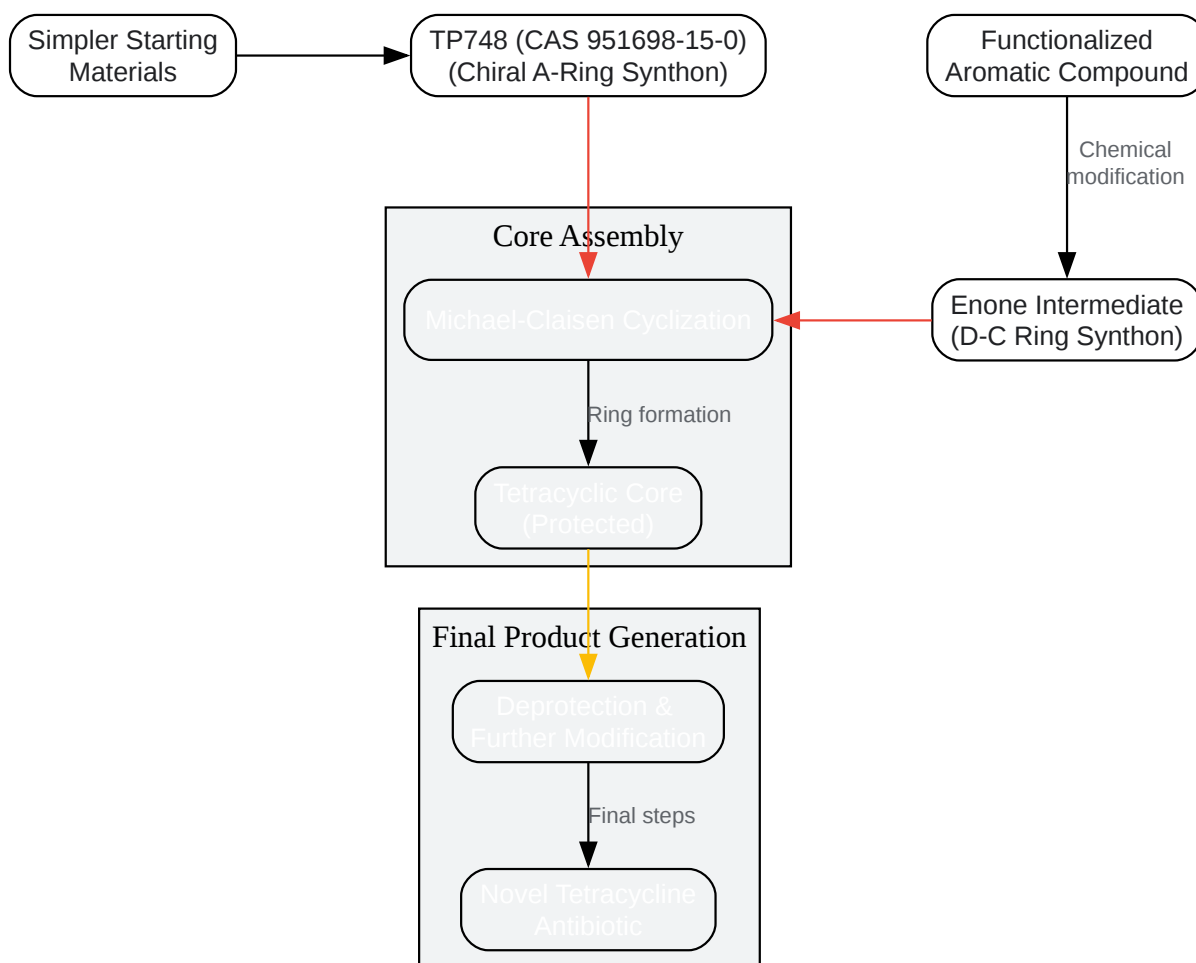 Simpler Starting
Materials
TP748 (CAS 951698-15-0)
(Chiral A-Ring Synthon)
Functionalized
Aromatic Compound
Chemical
modification
Core Assembly
Michael-Claisen Cyclization
Enone Intermediate
(D-C Ring Synthon)
Ring formation
Tetracyclic Core
(Protected)
Final Product Generation
Deprotection &
Further Modification
Final steps
Novel Tetracycline
Antibiotic